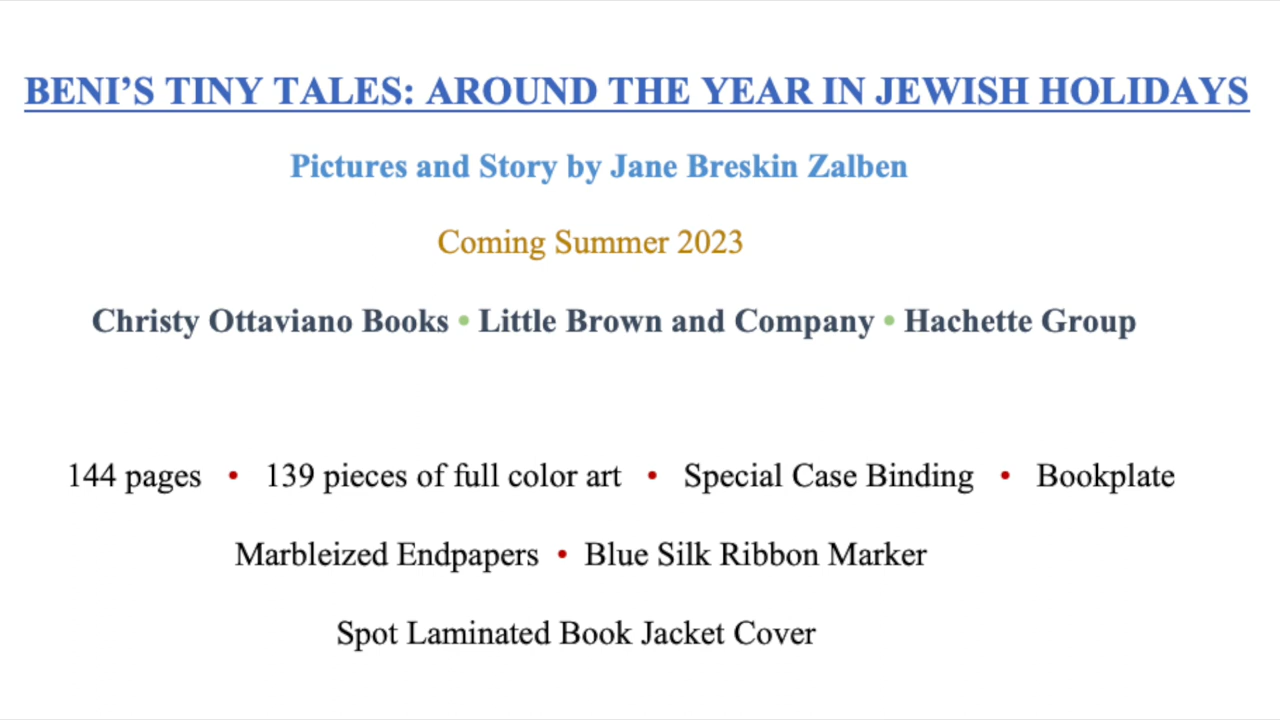 BENI’S TINY TALES: AROUND THE YEAR IN JEWISH HOLIDAYS
Pictures and Story by Jane Breskin Zalben
Coming Summer 2023
Christy Ottaviano Books • Little Brown and Company • Hachette Group
144 pages • 139 pieces of full color art • Special Case Binding • Bookplate
Marbleized Endpapers • Blue Silk Ribbon Marker
Spot Laminated Book Jacket Cover